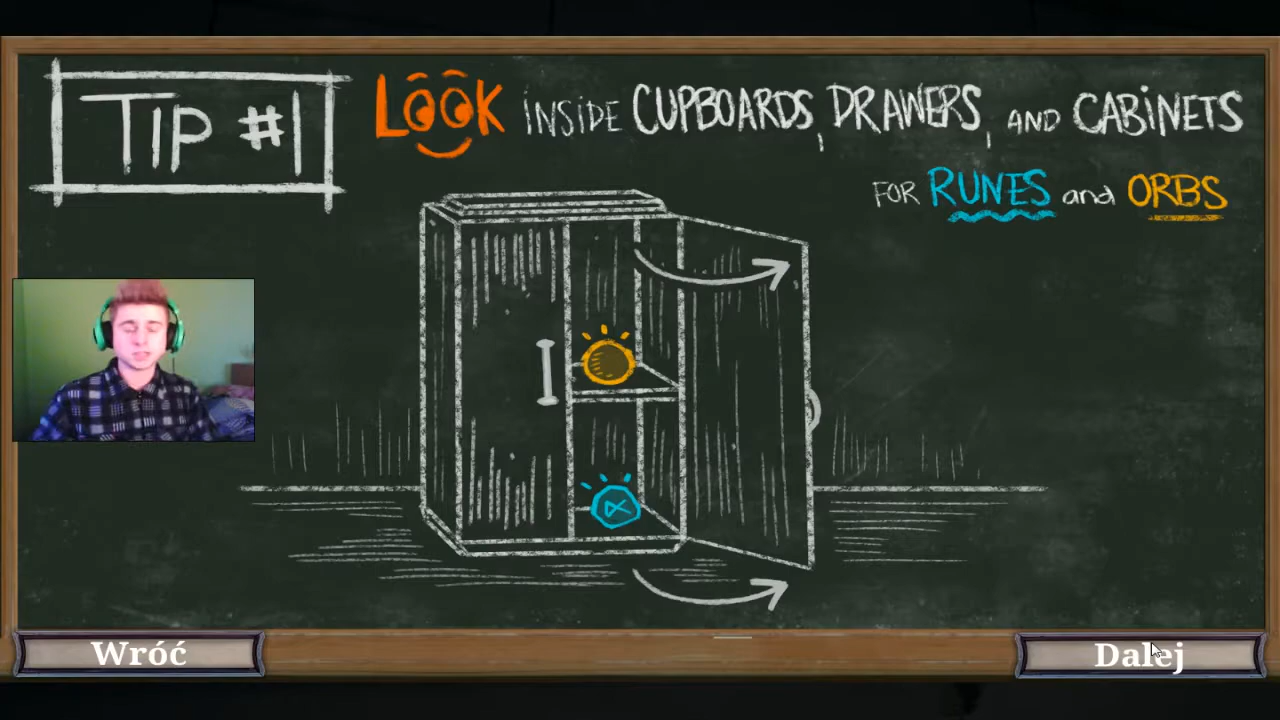 TIP #1
LOOK INSIDE CUPBOARDS, DRAWERS, AND CABINETS
FOR RUNES and ORBS
Wróć
Dalej